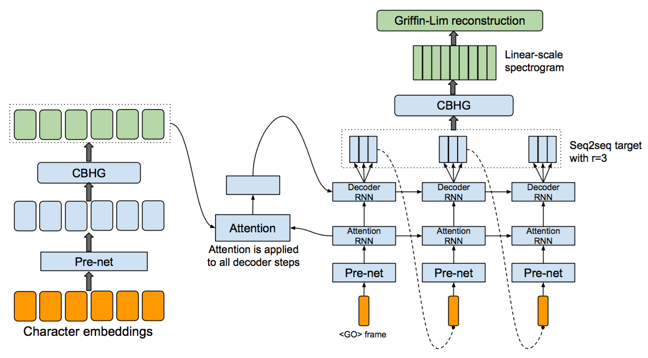 Griffin-Lim reconstruction
Linear-scale
spectrogram
CBHG
Seq2seq target
with r=3
CBHG
Decoder
RNN
Decoder
RNN
Decoder
RNN
Attention
Attention is applied
to all decoder steps
Attention
RNN
Attention
RNN
Attention
RNN
Pre-net
Pre-net
Pre-net
Pre-net
<GO> frame
Character embeddings